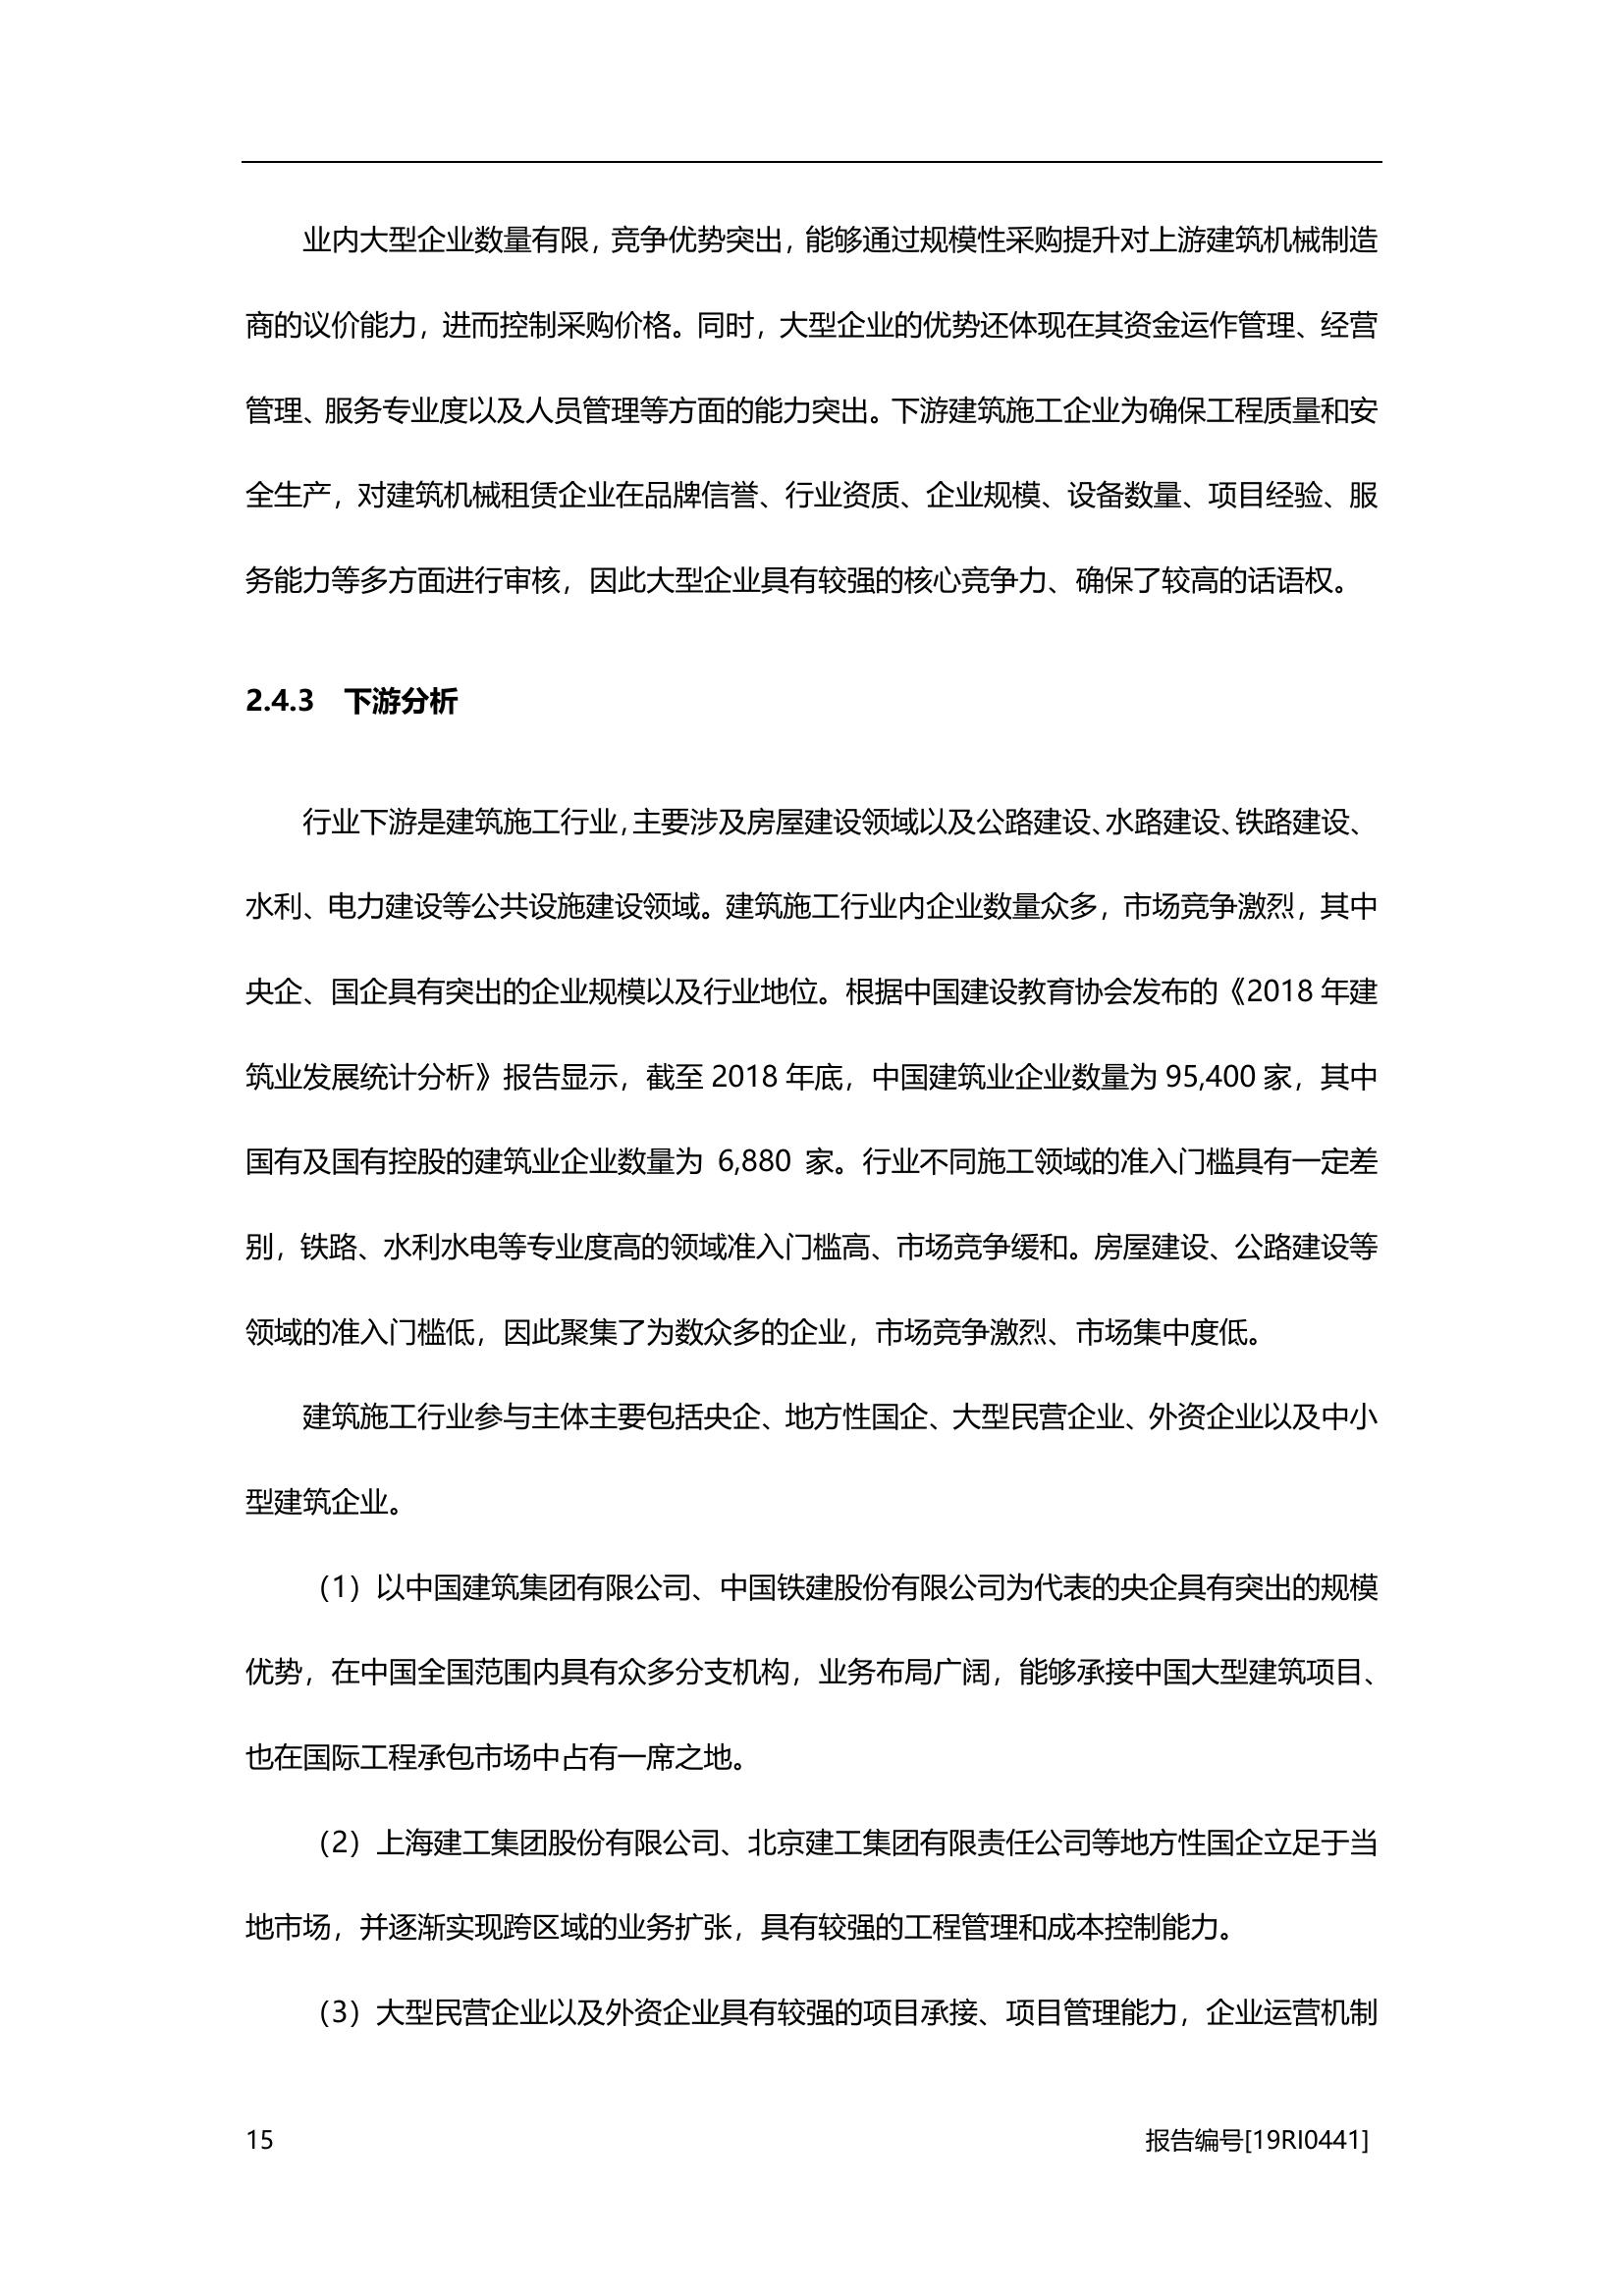 业内大型企业数量有限，竞争优势突出，能够通过规模性采购提升对上游建筑机械制造
商的议价能力，进而控制采购价格。同时，大型企业的优势还体现在其资金运作管理、经营
管理、服务专业度以及人员管理等方面的能力突出。下游建筑施工企业为确保工程质量和安
全生产，对建筑机械租赁企业在品牌信誉、行业资质、企业规模、设备数量、项目经验、服
务能力等多方面进行审核，因此大型企业具有较强的核心竞争力、确保了较高的话语权。
2.4.3 下游分析
行业下游是建筑施工行业，主要涉及房屋建设领域以及公路建设、水路建设、铁路建设、
水利、电力建设等公共设施建设领域。建筑施工行业内企业数量众多，市场竞争激烈，其中
央企、国企具有突出的企业规模以及行业地位。根据中国建设教育协会发布的《2018 年建
筑业发展统计分析》报告显示，截至 2018 年底，中国建筑业企业数量为 95,400 家，其中
国有及国有控股的建筑业企业数量为 6,880 家。行业不同施工领域的准入门槛具有一定差
别，铁路、水利水电等专业度高的领域准入门槛高、市场竞争缓和。房屋建设、公路建设等
领域的准入门槛低，因此聚集了为数众多的企业，市场竞争激烈、市场集中度低。
建筑施工行业参与主体主要包括央企、地方性国企、大型民营企业、外资企业以及中小
型建筑企业。
（1）以中国建筑集团有限公司、中国铁建股份有限公司为代表的央企具有突出的规模
优势，在中国全国范围内具有众多分支机构，业务布局广阔，能够承接中国大型建筑项目、
也在国际工程承包市场中占有一席之地。
（2）上海建工集团股份有限公司、北京建工集团有限责任公司等地方性国企立足于当
地市场，并逐渐实现跨区域的业务扩张，具有较强的工程管理和成本控制能力。
（3）大型民营企业以及外资企业具有较强的项目承接、项目管理能力，企业运营机制
15 报告编号[19RI0441]